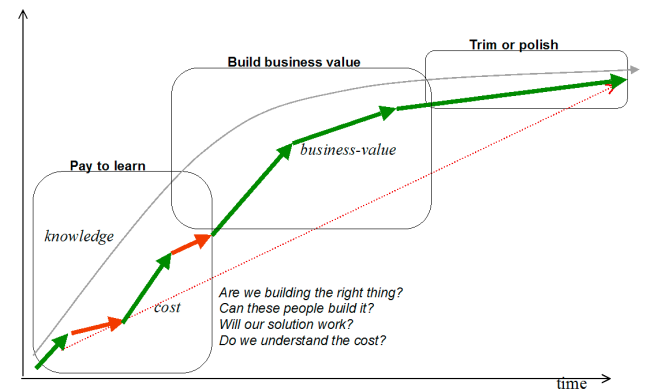 Trim or polish
Build business value
business-value
Pay to learn
knowledge
cost
Are we building the right thing?
Can these people build it?
Will our solution work?
Do we understand the cost?
time